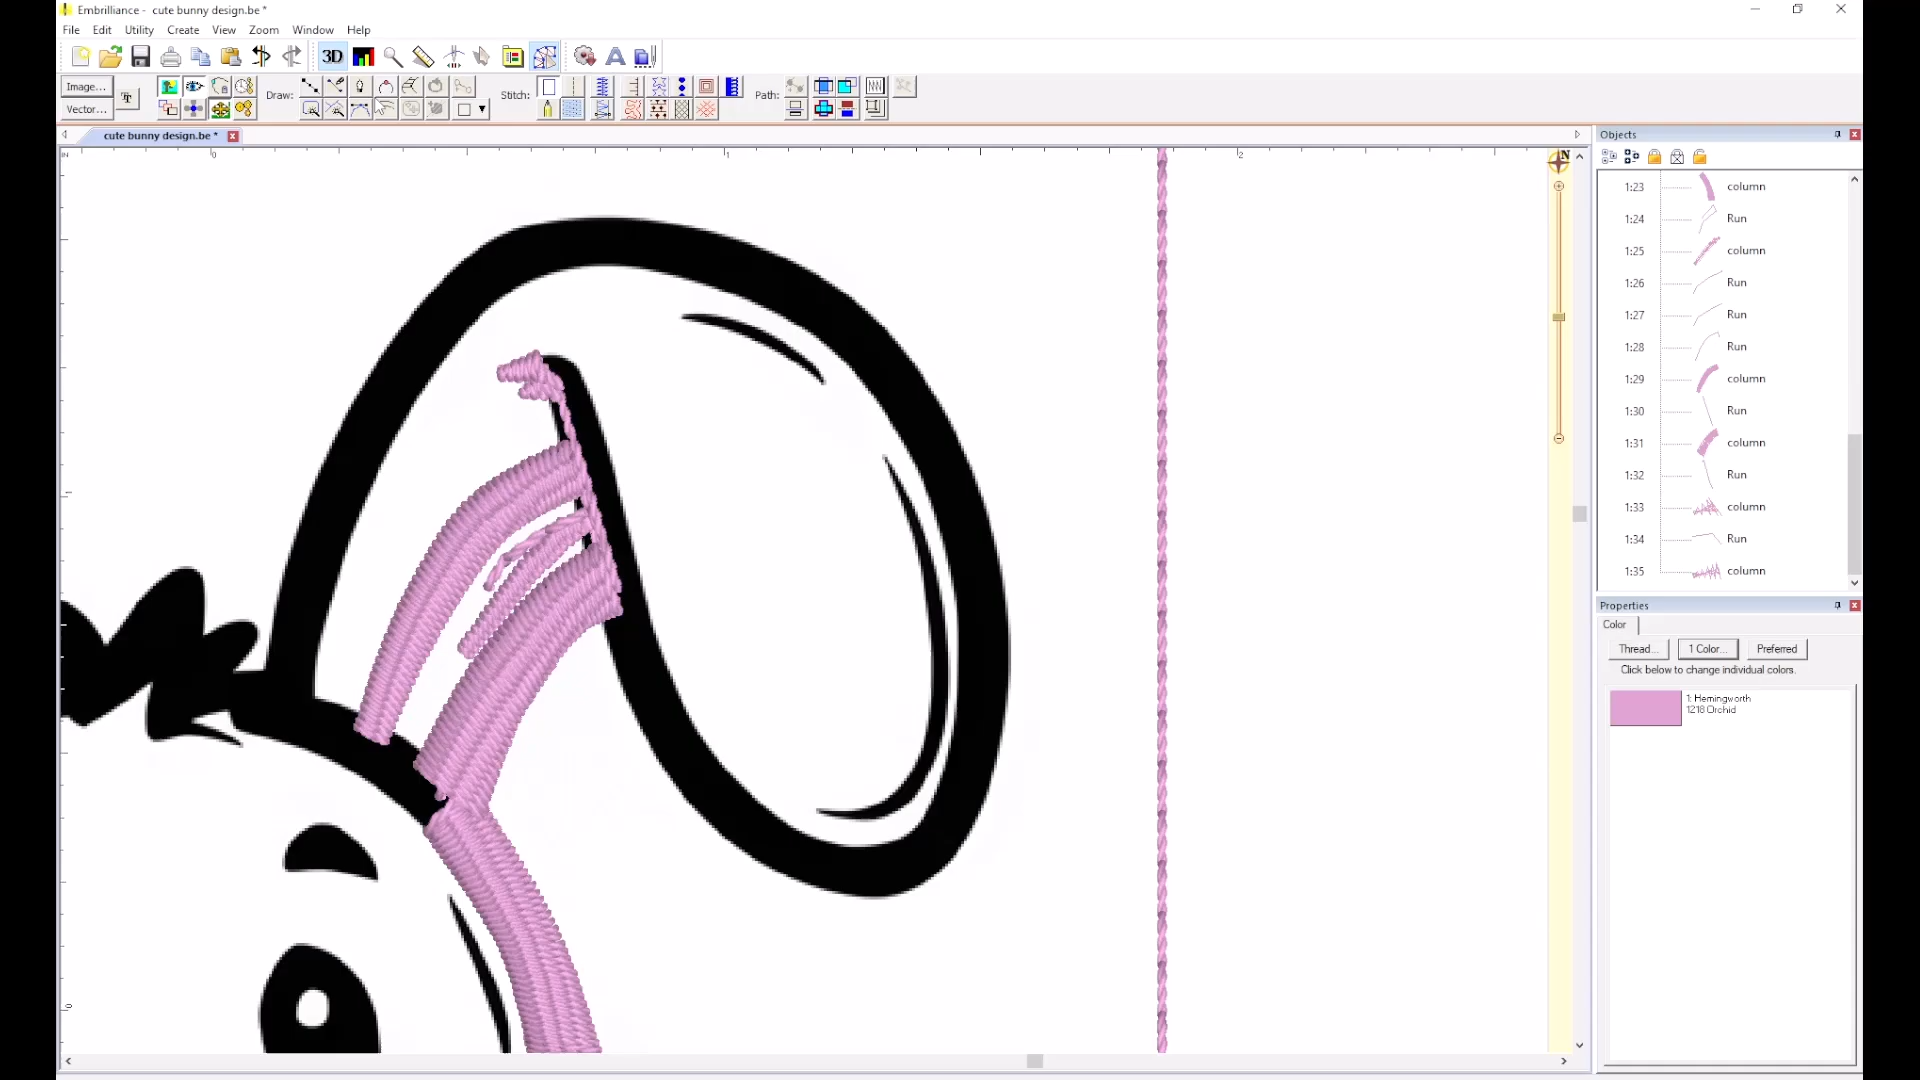 Embrilliance - cute bunny design.be *
File Edit Utility Create View Zoom Window Help
3D
Image...
Vector...
Draw:
Stitch:
Path:
cute bunny design.be *
IN
0
1
2
1
0
N
Objects
1:23 column
1:24 Run
1:25 column
1:26 Run
1:27 Run
1:28 Run
1:29 column
1:30 Run
1:31 column
1:32 Run
1:33 column
1:34 Run
1:35 column
Properties
Color
Thread... 1 Color... Preferred
Click below to change individual colors.
1: Hemingworth
1218 Orchid